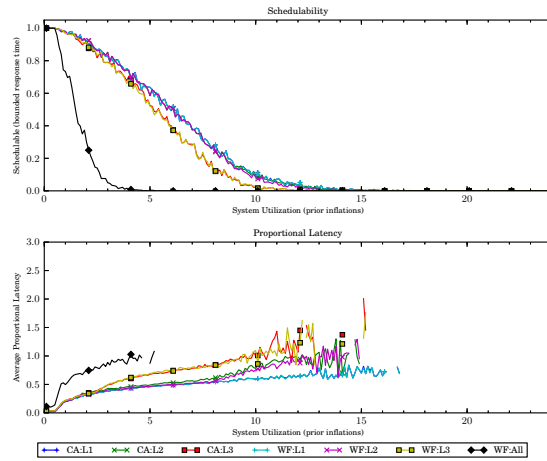 Schedulability
1.0
0.8
0.6
0.4
0.2
0.0
Schedulable (bounded response time)
0
5
10
15
20
System Utilization (prior inflations)
Proportional Latency
3.0
2.5
2.0
1.5
1.0
0.5
0.0
Average Proportional Latency
0
5
10
15
20
System Utilization (prior inflations)
CA:L1
CA:L2
CA:L3
WF:L1
WF:L2
WF:L3
WF:All